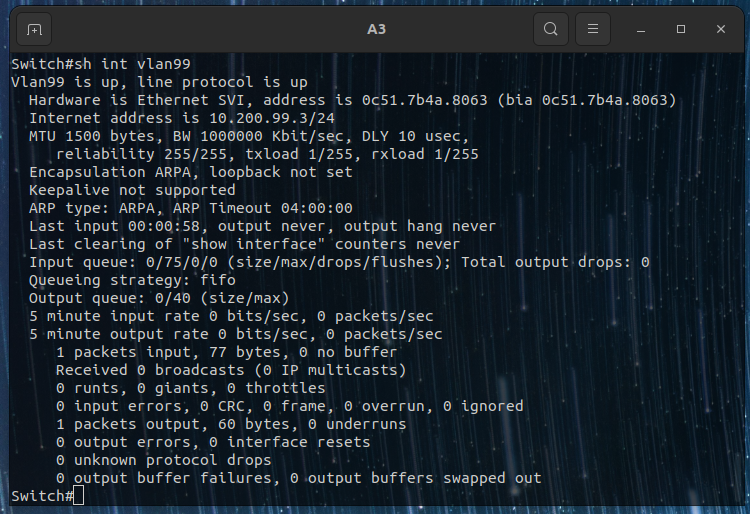 A3
Switch#sh int vlan99
Vlan99 is up, line protocol is up
  Hardware is Ethernet SVI, address is 0c51.7b4a.8063 (bia 0c51.7b4a.8063)
  Internet address is 10.200.99.3/24
  MTU 1500 bytes, BW 1000000 Kbit/sec, DLY 10 usec,
     reliability 255/255, txload 1/255, rxload 1/255
  Encapsulation ARPA, loopback not set
  Keepalive not supported
  ARP type: ARPA, ARP Timeout 04:00:00
  Last input 00:00:58, output never, output hang never
  Last clearing of "show interface" counters never
  Input queue: 0/75/0/0 (size/max/drops/flushes); Total output drops: 0
  Queueing strategy: fifo
  Output queue: 0/40 (size/max)
  5 minute input rate 0 bits/sec, 0 packets/sec
  5 minute output rate 0 bits/sec, 0 packets/sec
     1 packets input, 77 bytes, 0 no buffer
     Received 0 broadcasts (0 IP multicasts)
     0 runts, 0 giants, 0 throttles
     0 input errors, 0 CRC, 0 frame, 0 overrun, 0 ignored
     1 packets output, 60 bytes, 0 underruns
     0 output errors, 0 interface resets
     0 unknown protocol drops
     0 output buffer failures, 0 output buffers swapped out
Switch#